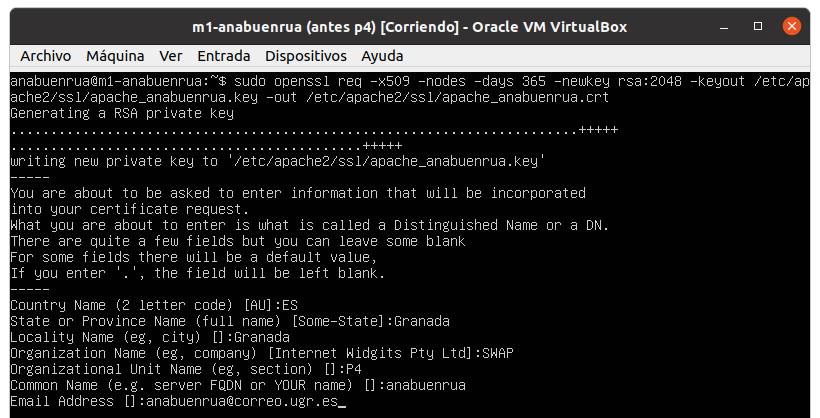 m1-anabuenrua (antes p4) [Corriendo] - Oracle VM VirtualBox
Archivo Máquina Ver Entrada Dispositivos Ayuda
anabuenrua@m1-anabuenrua:~$ sudo openssl req -x509 -nodes -days 365 -newkey rsa:2048 -keyout /etc/ap
ache2/ssl/apache_anabuenrua.key -out /etc/apache2/ssl/apache_anabuenrua.crt
Generating a RSA private key
.......................................................................+++++
............................................+++++
writing new private key to '/etc/apache2/ssl/apache_anabuenrua.key'
-----
You are about to be asked to enter information that will be incorporated
into your certificate request.
What you are about to enter is what is called a Distinguished Name or a DN.
There are quite a few fields but you can leave some blank
For some fields there will be a default value,
If you enter '.', the field will be left blank.
-----
Country Name (2 letter code) [AU]:ES
State or Province Name (full name) [Some-State]:Granada
Locality Name (eg, city) []:Granada
Organization Name (eg, company) [Internet Widgits Pty Ltd]:SWAP
Organizational Unit Name (eg, section) []:P4
Common Name (e.g. server FQDN or YOUR name) []:anabuenrua
Email Address []:anabuenrua@correo.ugr.es_